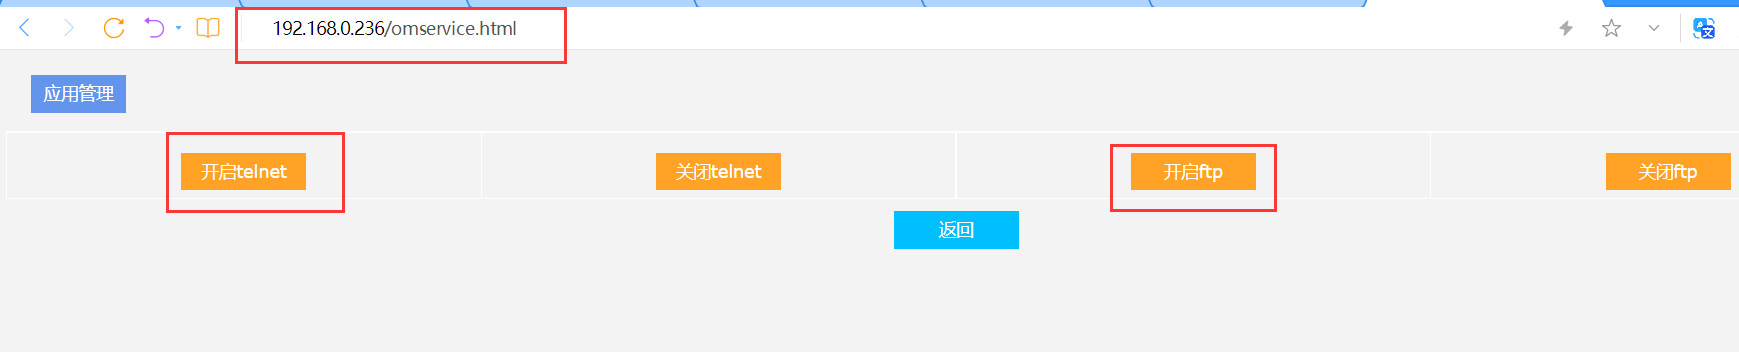 192.168.0.236/omservice.html
应用管理
开启telnet 关闭telnet 开启ftp 关闭ftp
返回